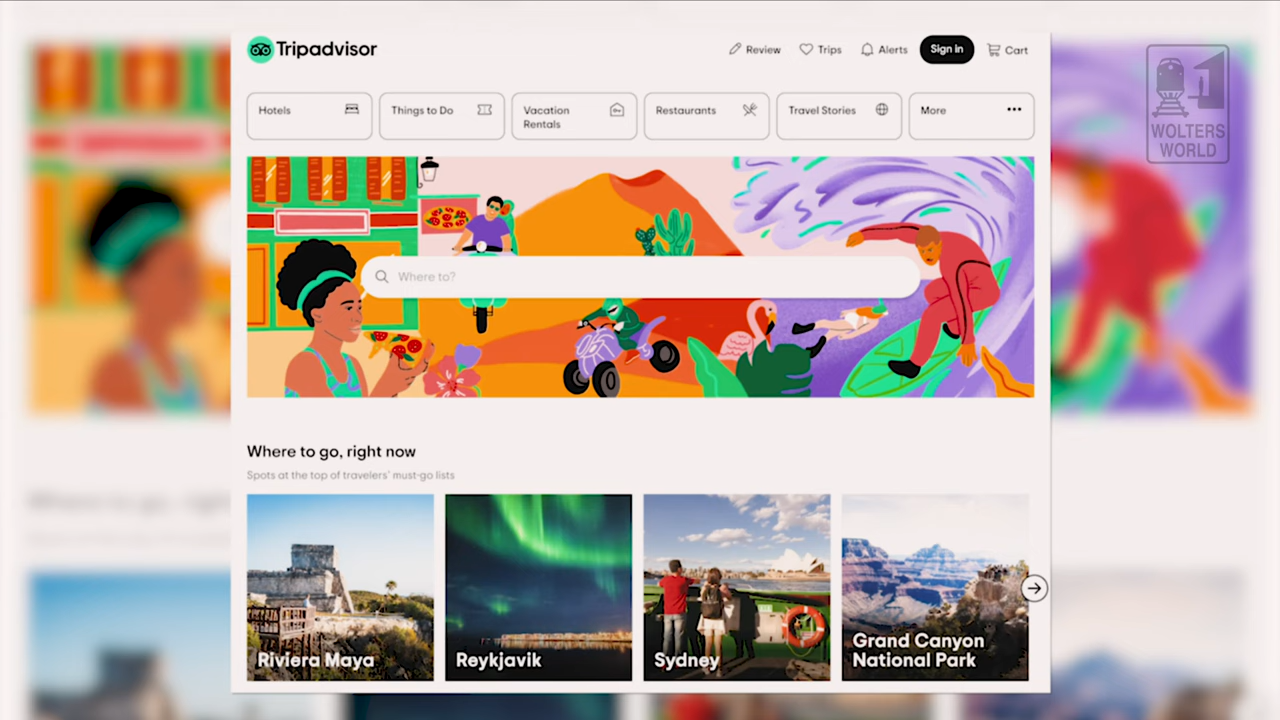 Tripadvisor
Review
Trips
Alerts
Sign in
Cart
Hotels
Things to Do
Vacation
Rentals
Restaurants
Travel Stories
More
1
WOLTERS
WORLD
Where to?
Where to go, right now
Spots at the top of travelers' must-go lists
Riviera Maya
Reykjavik
Sydney
Grand Canyon
National Park